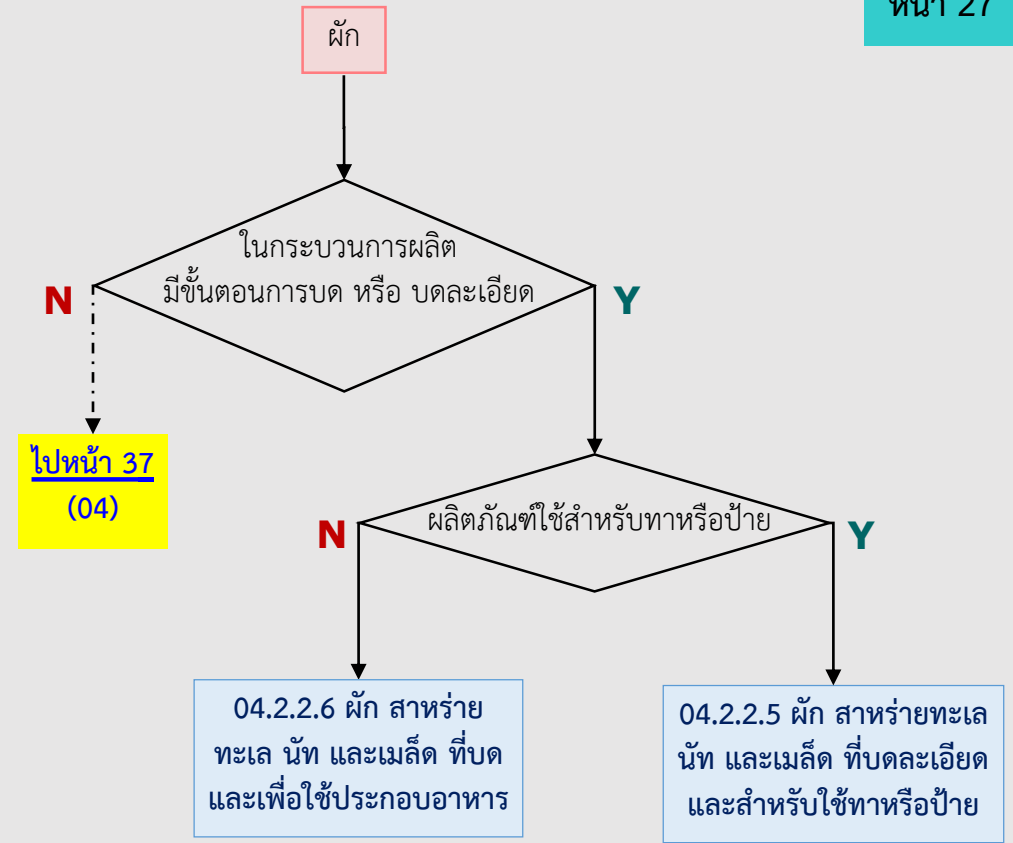 หน้า 27
ผัก
ในกระบวนการผลิต
มีขั้นตอนการบด หรือ บดละเอียด
N
Y
ไปหน้า 37
(04)
ผลิตภัณฑ์ใช้สำหรับทาหรือป้าย
N
Y
04.2.2.6 ผัก สาหร่าย
ทะเล นัท และเมล็ด ที่บด
และเพื่อใช้ประกอบอาหาร
04.2.2.5 ผัก สาหร่ายทะเล
นัท และเมล็ด ที่บดละเอียด
และสำหรับใช้ทาหรือป้าย